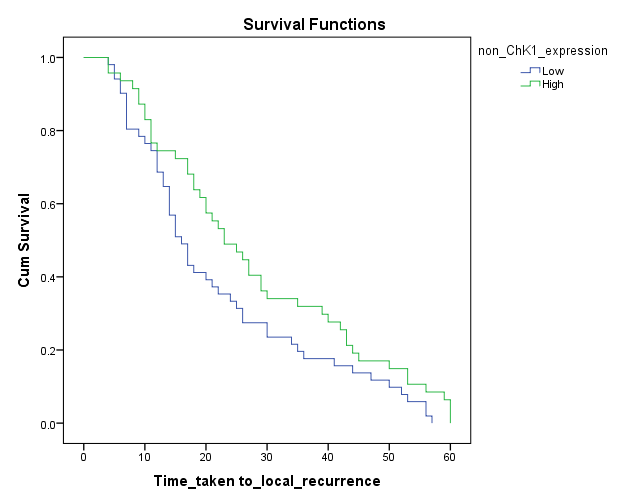 Survival Functions
non_ChK1_expression
Low
High
1.0
0.8
0.6
0.4
0.2
0.0
Cum Survival
0 10 20 30 40 50 60
Time_taken to_local_recurrence